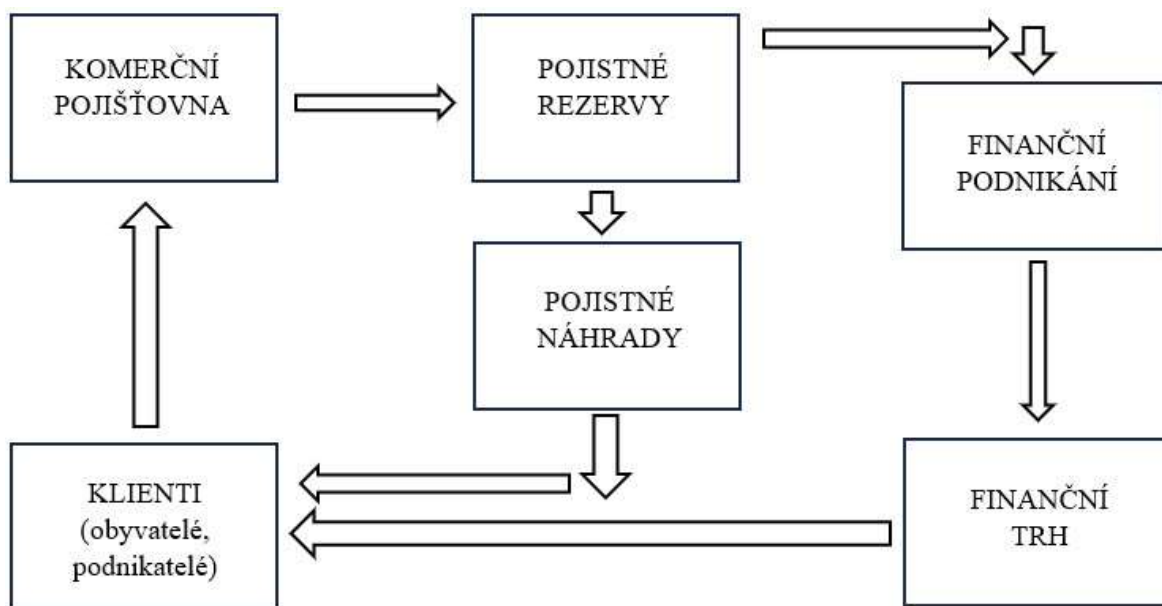 KOMERČNÍ
POJIŠŤOVNA
POJISTNÉ
REZERVY
FINANČNÍ
PODNIKÁNÍ
POJISTNÉ
NÁHRADY
KLIENTI
(obyvatelé,
podnikatelé)
FINANČNÍ
TRH